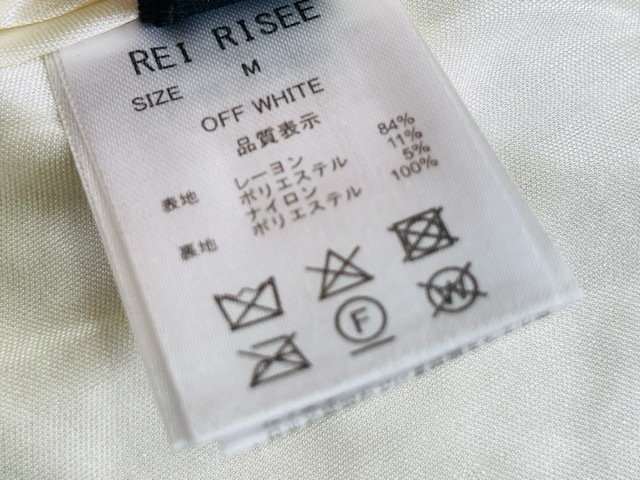 REI RISEE
SIZE M
OFF WHITE
品質表示
表地 レーヨン 84%
ポリエステル 11%
ナイロン 5%
裏地 ポリエステル 100%
F
W